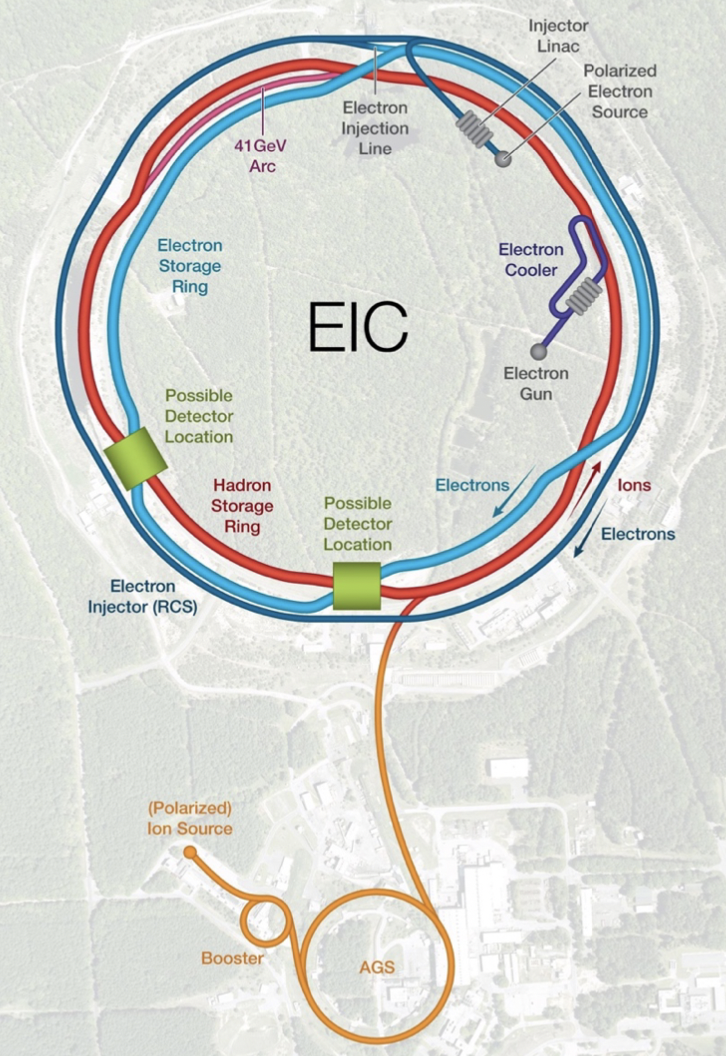 Injector
Linac
Polarized
Electron
Source
Electron
Injection
Line
41GeV
Arc
Electron
Storage
Ring
Electron
Cooler
EIC
Electron
Gun
Possible
Detector
Location
Hadron
Storage
Ring
Possible
Detector
Location
Electrons
Ions
Electrons
Electron
Injector (RCS)
(Polarized)
Ion Source
Booster
AGS